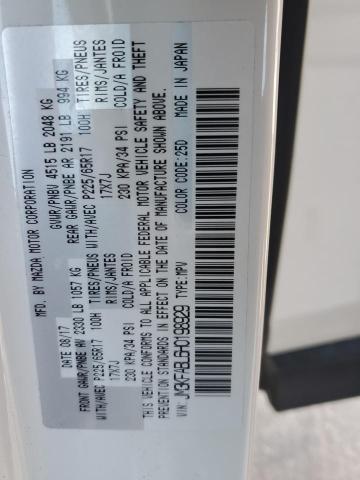 MFD BY MAZDA MOTOR CORPORATION
DATE 08/17 GVWR/PNBV 4515 LB 2048 KG
FRONT GAWR/PNBE AV 2330 LB 1057 KG REAR GAWR/PNBE AR 2191 LB 994 KG
WITH/AVEC P225/65R17 100H TIRES/PNEUS WITH/AVEC P225/65R17 100H TIRES/PNEUS
17X7J RIMS/JANTES 17X7J RIMS/JANTES
230 KPA/34 PSI COLD/A FROID 230 KPA/34 PSI COLD/A FROID
THIS VEHICLE CONFORMS TO ALL APPLICABLE FEDERAL MOTOR VEHICLE SAFETY AND THEFT
PREVENTION STANDARDS IN EFFECT ON THE DATE OF MANUFACTURE SHOWN ABOVE.
VIN: JM3KFABL6H0198929 COLOR CODE: 25D MADE IN JAPAN
TYPE: MPV